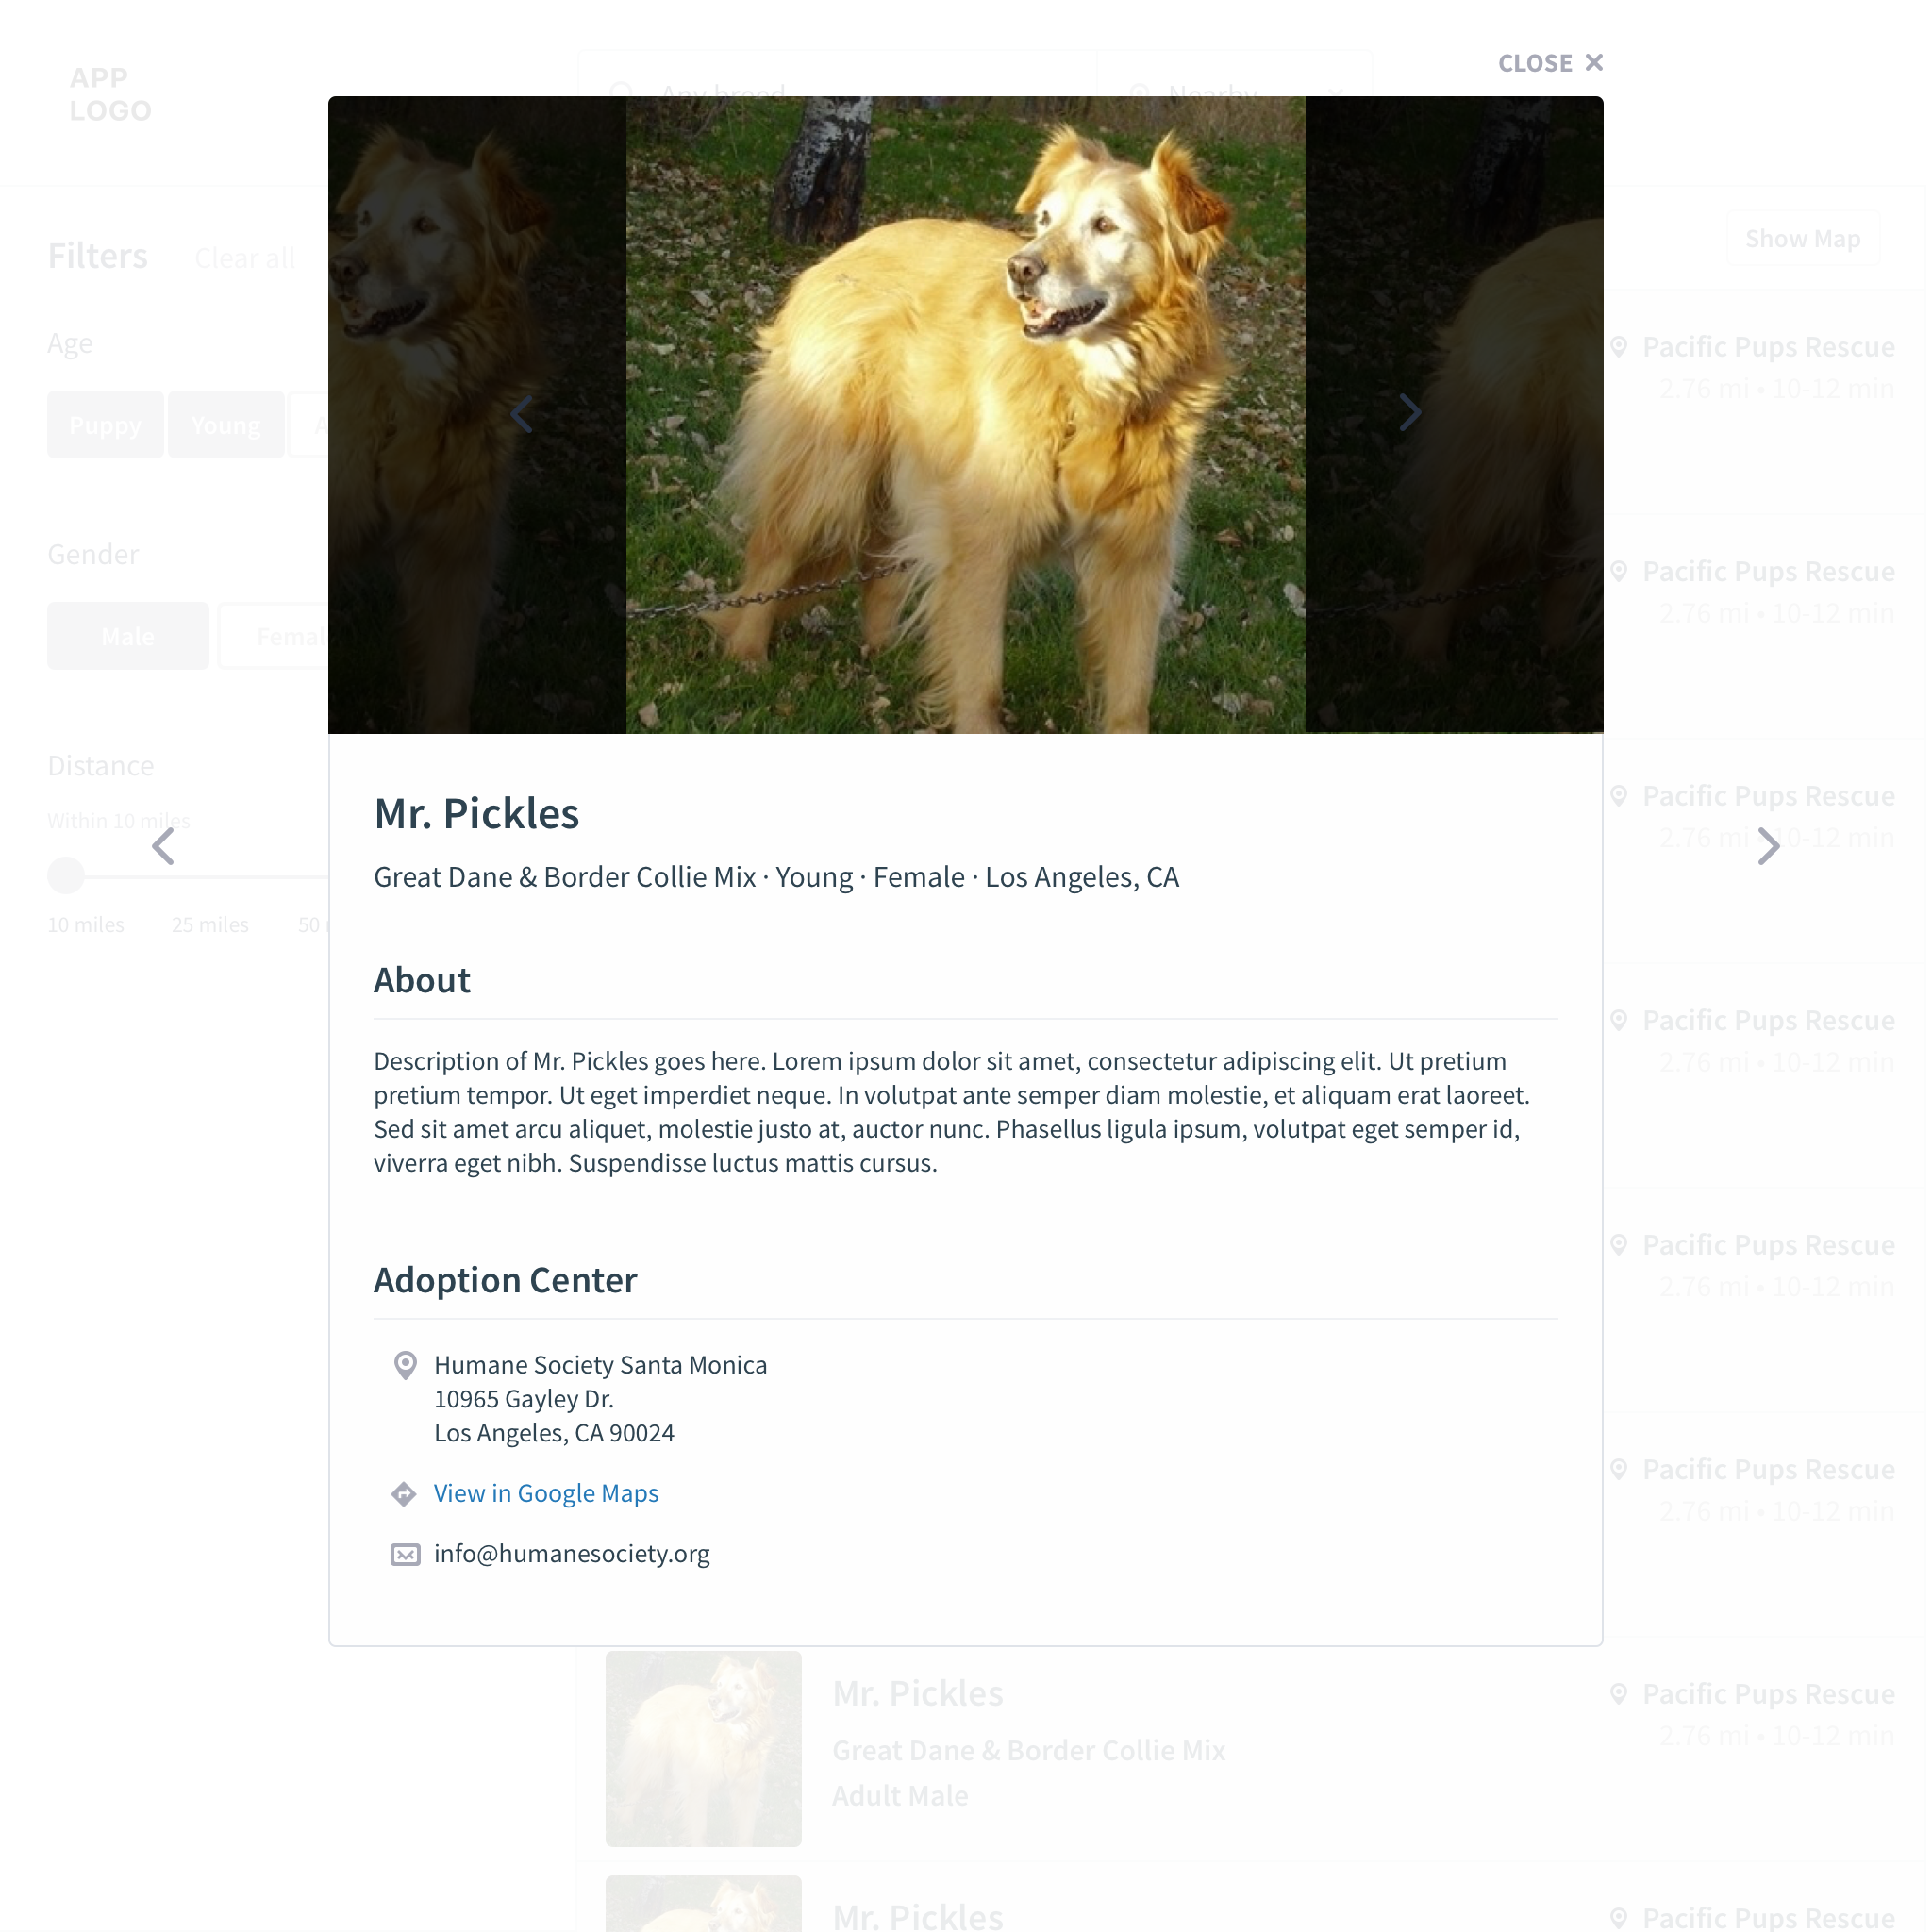 APP
LOGO
Any breed
Nearby
CLOSE
Filters
Clear all
Show Map
Age
Puppy
Young
Gender
Male
Distance
Within 10 miles
10 miles
25 miles
50
Mr. Pickles
Great Dane & Border Collie Mix · Young · Female · Los Angeles, CA
About
Description of Mr. Pickles goes here. Lorem ipsum dolor sit amet, consectetur adipiscing elit. Ut pretium
pretium tempor. Ut eget imperdiet neque. In volutpat ante semper diam molestie, et aliquam erat laoreet.
Sed sit amet arcu aliquet, molestie justo at, auctor nunc. Phasellus ligula ipsum, volutpat eget semper id,
viverra eget nibh. Suspendisse luctus mattis cursus.
Adoption Center
Humane Society Santa Monica
10965 Gayley Dr.
Los Angeles, CA 90024
View in Google Maps
info@humanesociety.org
Pacific Pups Rescue
2.76 mi • 10-12 min
Pacific Pups Rescue
2.76 mi • 10-12 min
Pacific Pups Rescue
2.76 mi • 10-12 min
Pacific Pups Rescue
2.76 mi • 10-12 min
Pacific Pups Rescue
2.76 mi • 10-12 min
Pacific Pups Rescue
2.76 mi • 10-12 min
Mr. Pickles
Great Dane & Border Collie Mix
Adult Male
Pacific Pups Rescue
2.76 mi • 10-12 min
Mr. Pickles
Pacific Pups Rescue